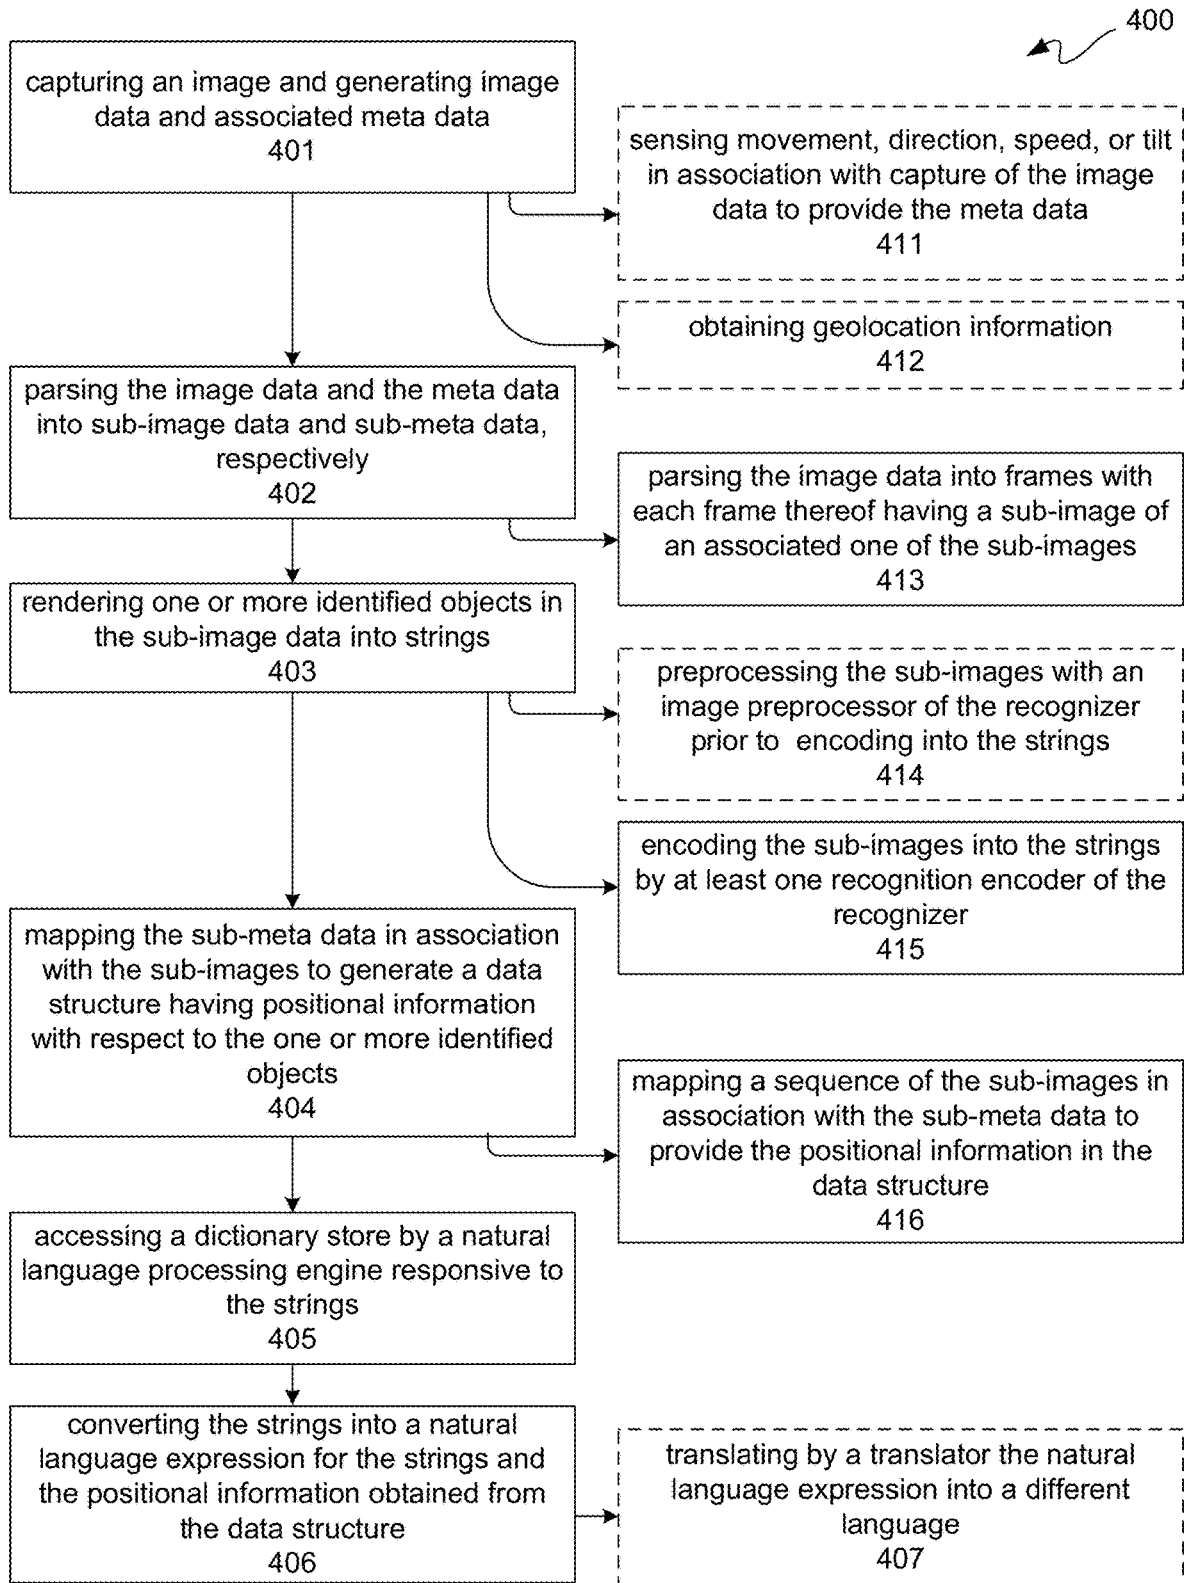 400
capturing an image and generating image
data and associated meta data
401
sensing movement, direction, speed, or tilt
in association with capture of the image
data to provide the meta data
411
obtaining geolocation information
412
parsing the image data and the meta data
into sub-image data and sub-meta data,
respectively
402
parsing the image data into frames with
each frame thereof having a sub-image of
an associated one of the sub-images
413
rendering one or more identified objects in
the sub-image data into strings
403
preprocessing the sub-images with an
image preprocessor of the recognizer
prior to encoding into the strings
414
encoding the sub-images into the strings
by at least one recognition encoder of the
recognizer
415
mapping the sub-meta data in association
with the sub-images to generate a data
structure having positional information
with respect to the one or more identified
objects
404
mapping a sequence of the sub-images in
association with the sub-meta data to
provide the positional information in the
data structure
416
accessing a dictionary store by a natural
language processing engine responsive to
the strings
405
converting the strings into a natural
language expression for the strings and
the positional information obtained from
the data structure
406
translating by a translator the natural
language expression into a different
language
407